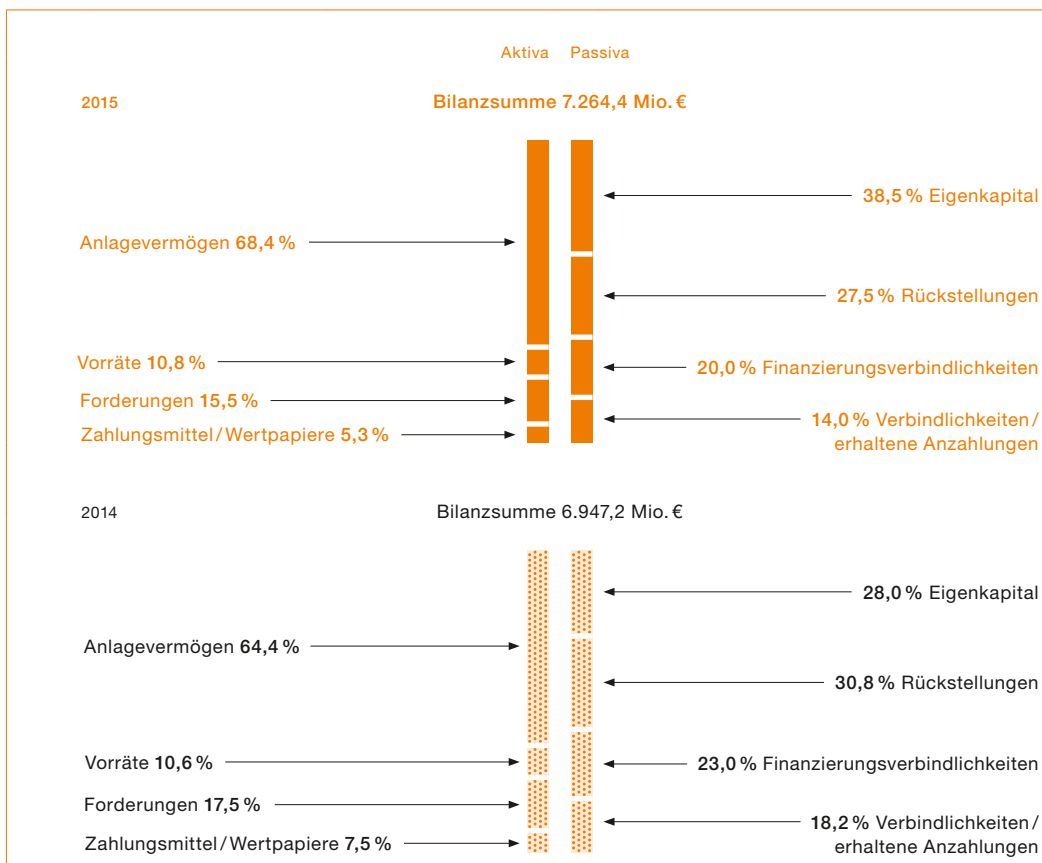 Aktiva Passiva
2015 Bilanzsumme 7.264,4 Mio. €
38,5 % Eigenkapital
Anlagevermögen 68,4 %
27,5 % Rückstellungen
Vorräte 10,8 %
20,0 % Finanzierungsverbindlichkeiten
Forderungen 15,5 %
14,0 % Verbindlichkeiten /
Zahlungsmittel / Wertpapiere 5,3 %
erhaltene Anzahlungen
2014 Bilanzsumme 6.947,2 Mio. €
28,0 % Eigenkapital
Anlagevermögen 64,4 %
30,8 % Rückstellungen
Vorräte 10,6 %
23,0 % Finanzierungsverbindlichkeiten
Forderungen 17,5 %
18,2 % Verbindlichkeiten /
Zahlungsmittel / Wertpapiere 7,5 %
erhaltene Anzahlungen